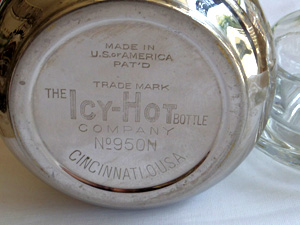 MADE IN
U.S. OF AMERICA
PAT'D
TRADE MARK
THE ICY-HOT BOTTLE
COMPANY
No 950N
CINCINNATI.O.U.S.A